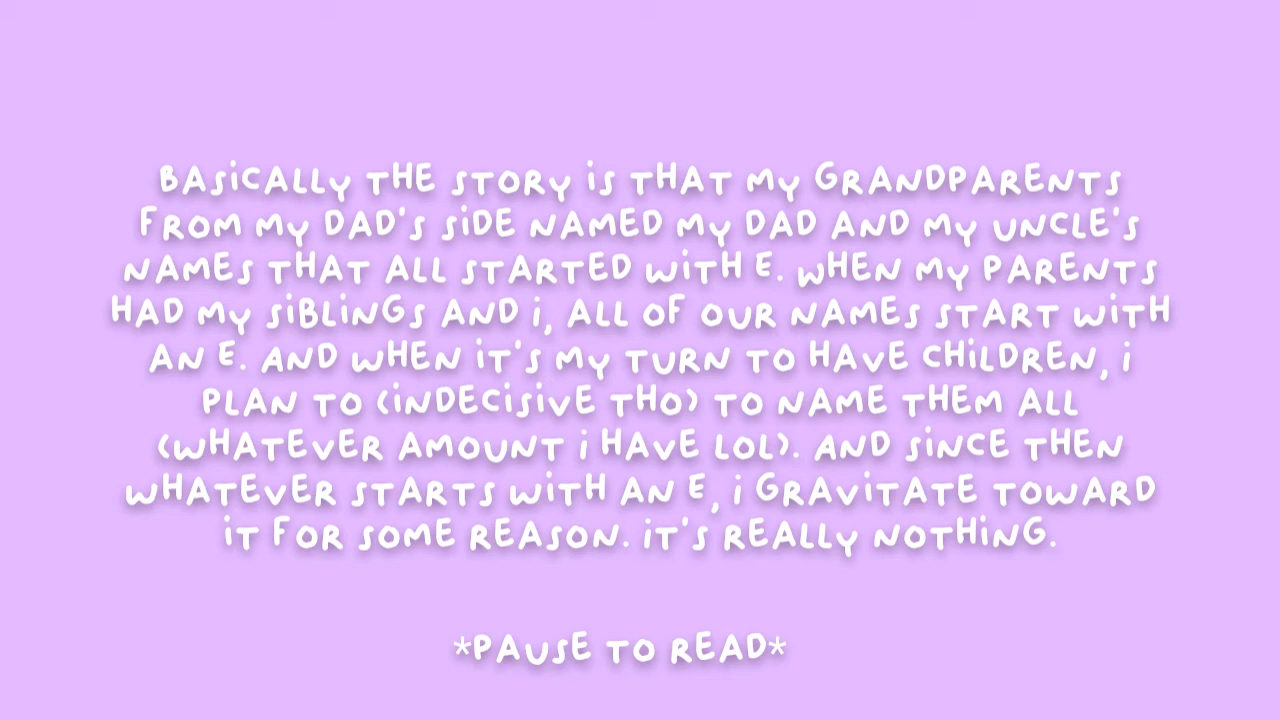 BASiCALLY THE STORY iS THAT MY GRANDPARENTS
FROM MY DAD'S SiDE NAMED MY DAD AND MY UNCLE'S
NAMES THAT ALL STARTED WiTH E. WHEN MY PARENTS
HAD MY SiBLiNGS AND i, ALL OF OUR NAMES START WiTH
AN E. AND WHEN iT'S MY TURN TO HAVE CHiLDREN, i
PLAN TO (iNDECiSiVE THO) TO NAME THEM ALL
(WHATEVER AMOUNT i HAVE LOL). AND SiNCE THEN
WHATEVER STARTS WiTH AN E, i GRAViTATE TOWARD
iT FOR SOME REASON. iT'S REALLY NOTHiNG.
*PAUSE TO READ*